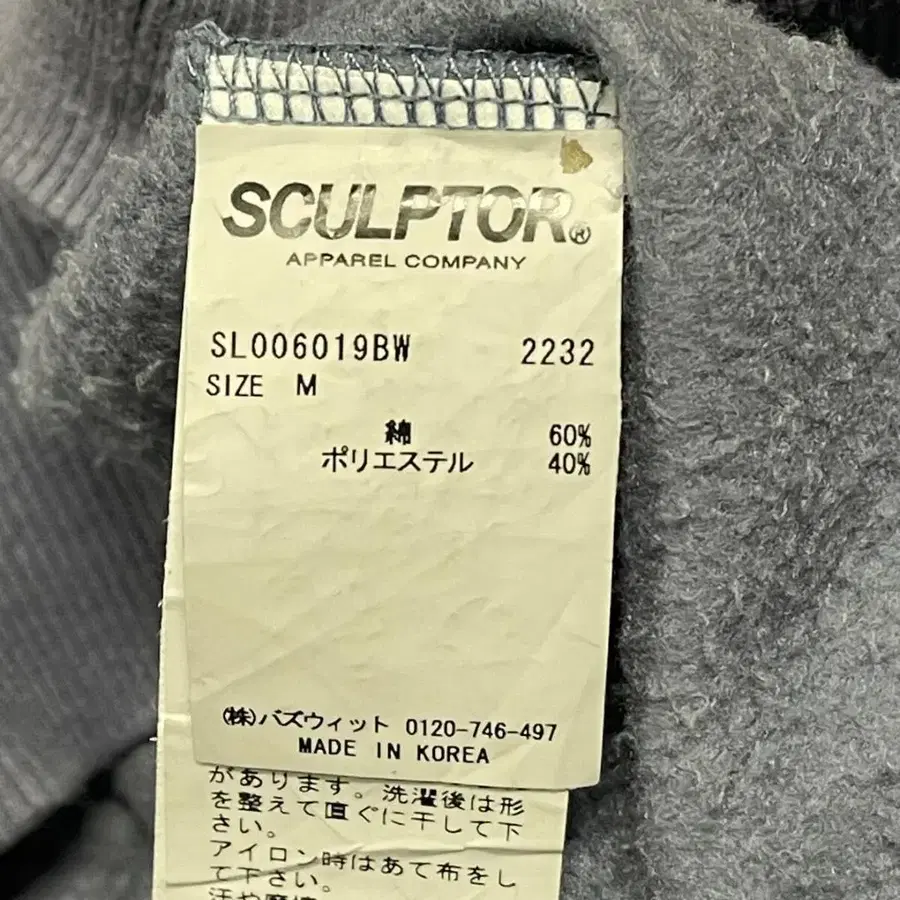 SCULPTOR®
APPAREL COMPANY
SL006019BW 2232
SIZE M
綿 60%
ポリエステル 40%
(株)バズウィット 0120-746-497
MADE IN KOREA
があります。洗濯後は形
を整えて直ぐに干して下
さい。
アイロン時はあて布をし
て下さい。